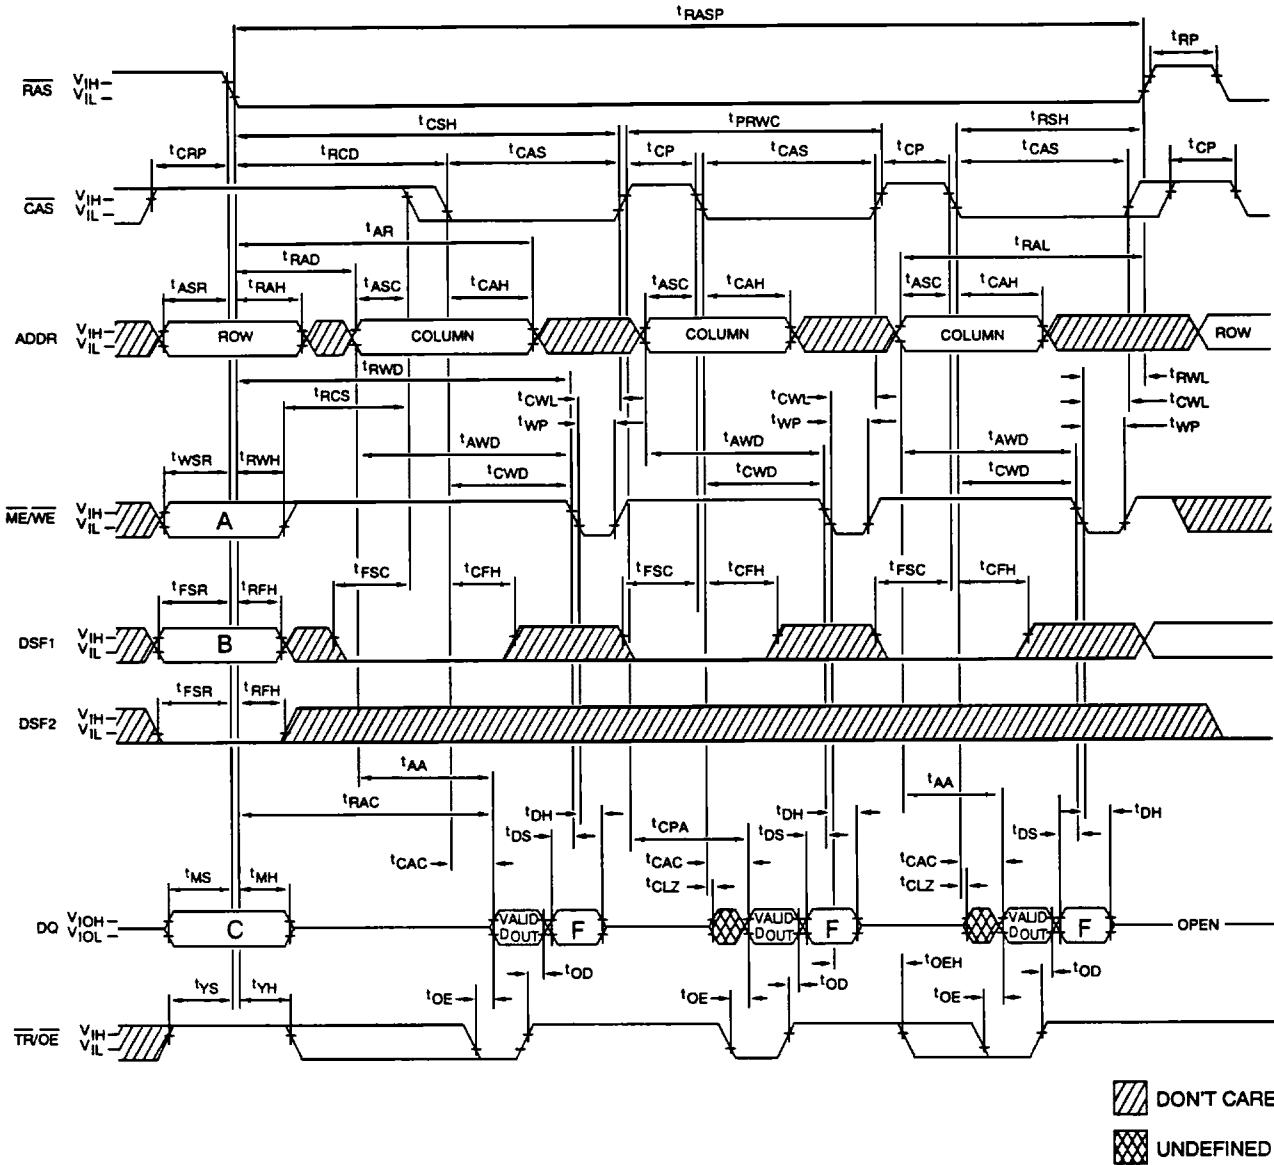 tRASP
tRP
RAS VIH VIL
tCSH tPRWC tRSH
tCRP tRCD tCAS tCP tCAS tCP tCAS tCP
CAS VIH VIL
tAR
tRAD tRAL
tASR tRAH tASC tCAH tASC tCAH tASC tCAH
ADDR VIH VIL ROW COLUMN COLUMN COLUMN ROW
tRWD tRWL
tRCS tCWL tCWL tCWL
tWP tWP tWP
tAWD tAWD tAWD
tWSR tRWH tCWD tCWD tCWD
ME/WE VIH VIL A
tFSC tCFH tFSC tCFH tFSC tCFH
tFSR tRFH
DSF1 VIH VIL B
tFSR tRFH
DSF2 VIH VIL
tAA tAA
tRAC tDH tDH tDH
tDS tCPA tDS tDS
tCAC tCAC tCAC
tMS tMH tCLZ tCLZ
DQ VIOH VIOL C VALID DOUT F VALID DOUT F VALID DOUT F OPEN
tOD tOD tOEH tOD
tYS tYH tOE tOE tOE
TR/OE VIH VIL
DON'T CARE
UNDEFINED